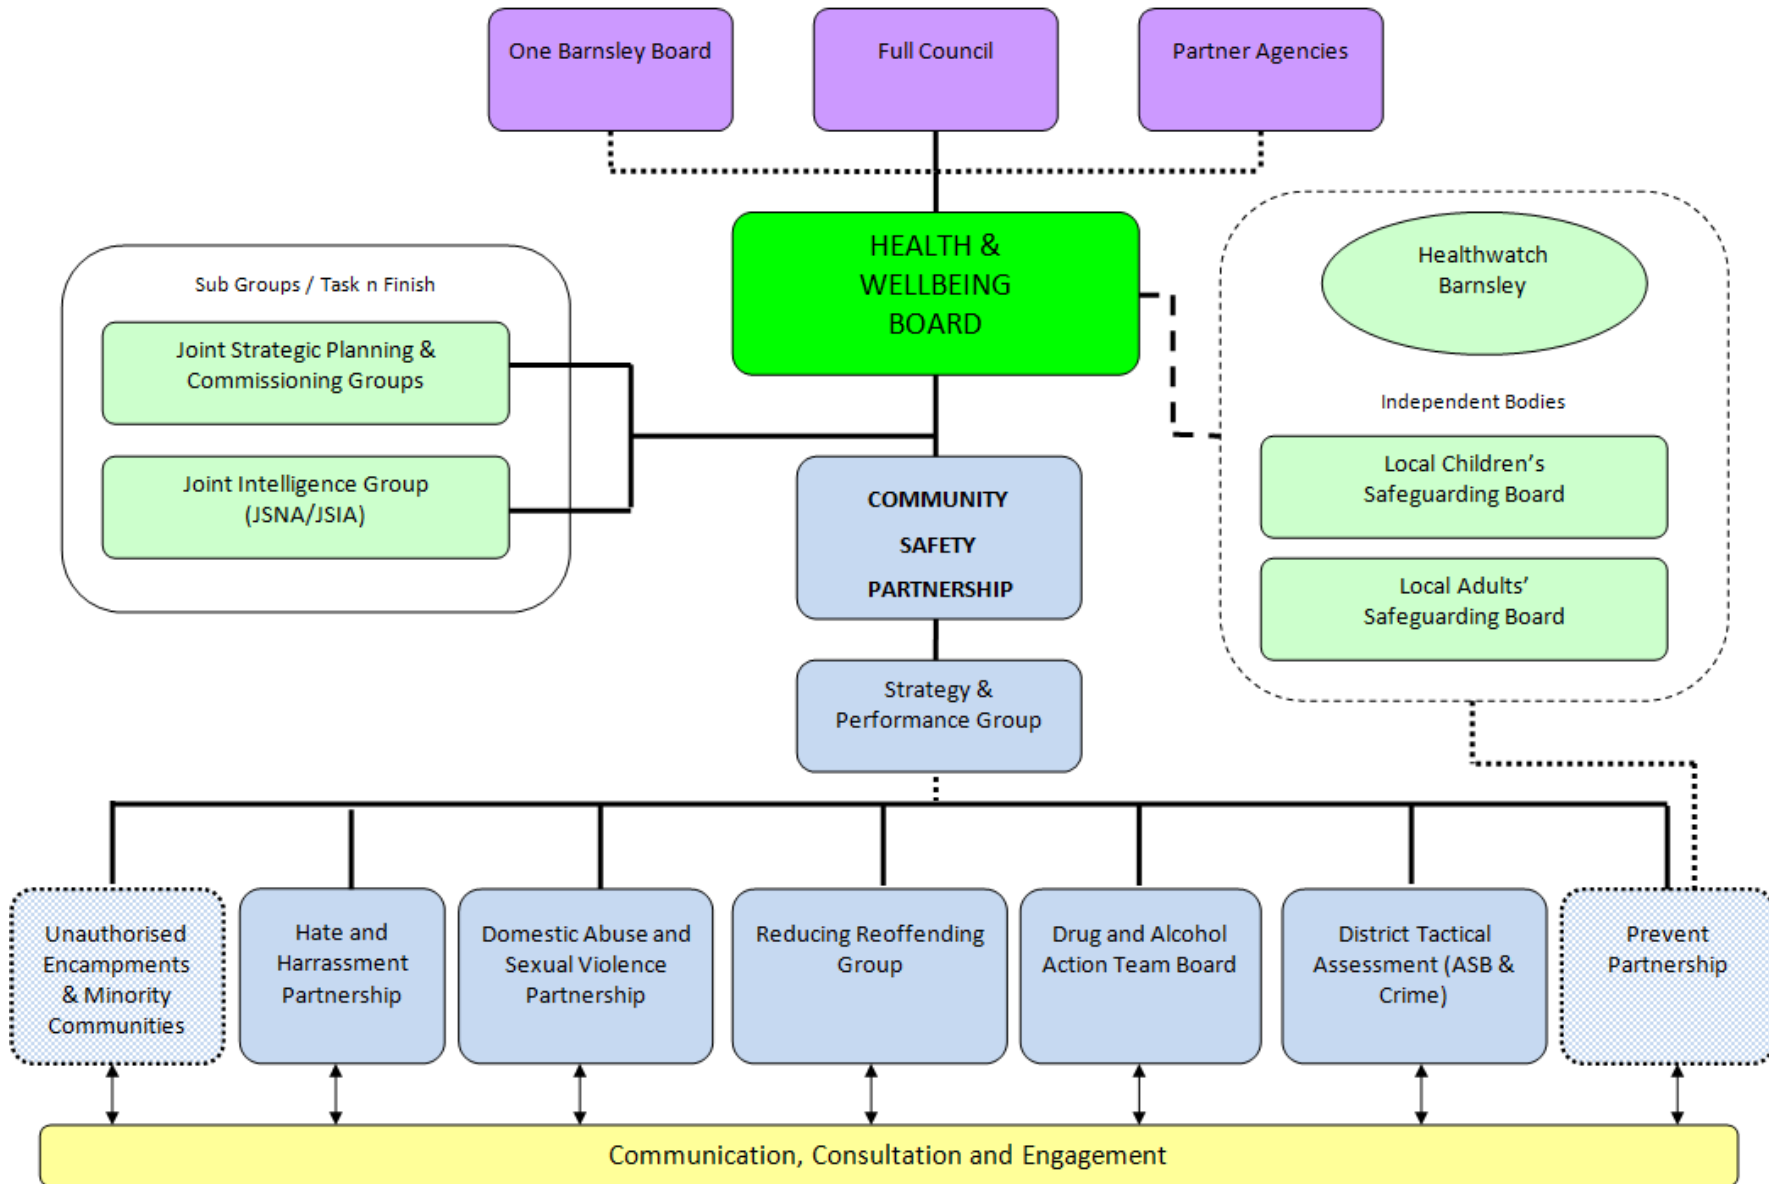 One Barnsley Board
Full Council
Partner Agencies
HEALTH &
WELLBEING
BOARD
Sub Groups / Task n Finish
Joint Strategic Planning &
Commissioning Groups
Joint Intelligence Group
(JSNA/JSIA)
Healthwatch
Barnsley
Independent Bodies
Local Children's
Safeguarding Board
Local Adults'
Safeguarding Board
COMMUNITY
SAFETY
PARTNERSHIP
Strategy &
Performance Group
Unauthorised
Encampments
& Minority
Communities
Hate and
Harrassment
Partnership
Domestic Abuse and
Sexual Violence
Partnership
Reducing Reoffending
Group
Drug and Alcohol
Action Team Board
District Tactical
Assessment (ASB &
Crime)
Prevent
Partnership
Communication, Consultation and Engagement